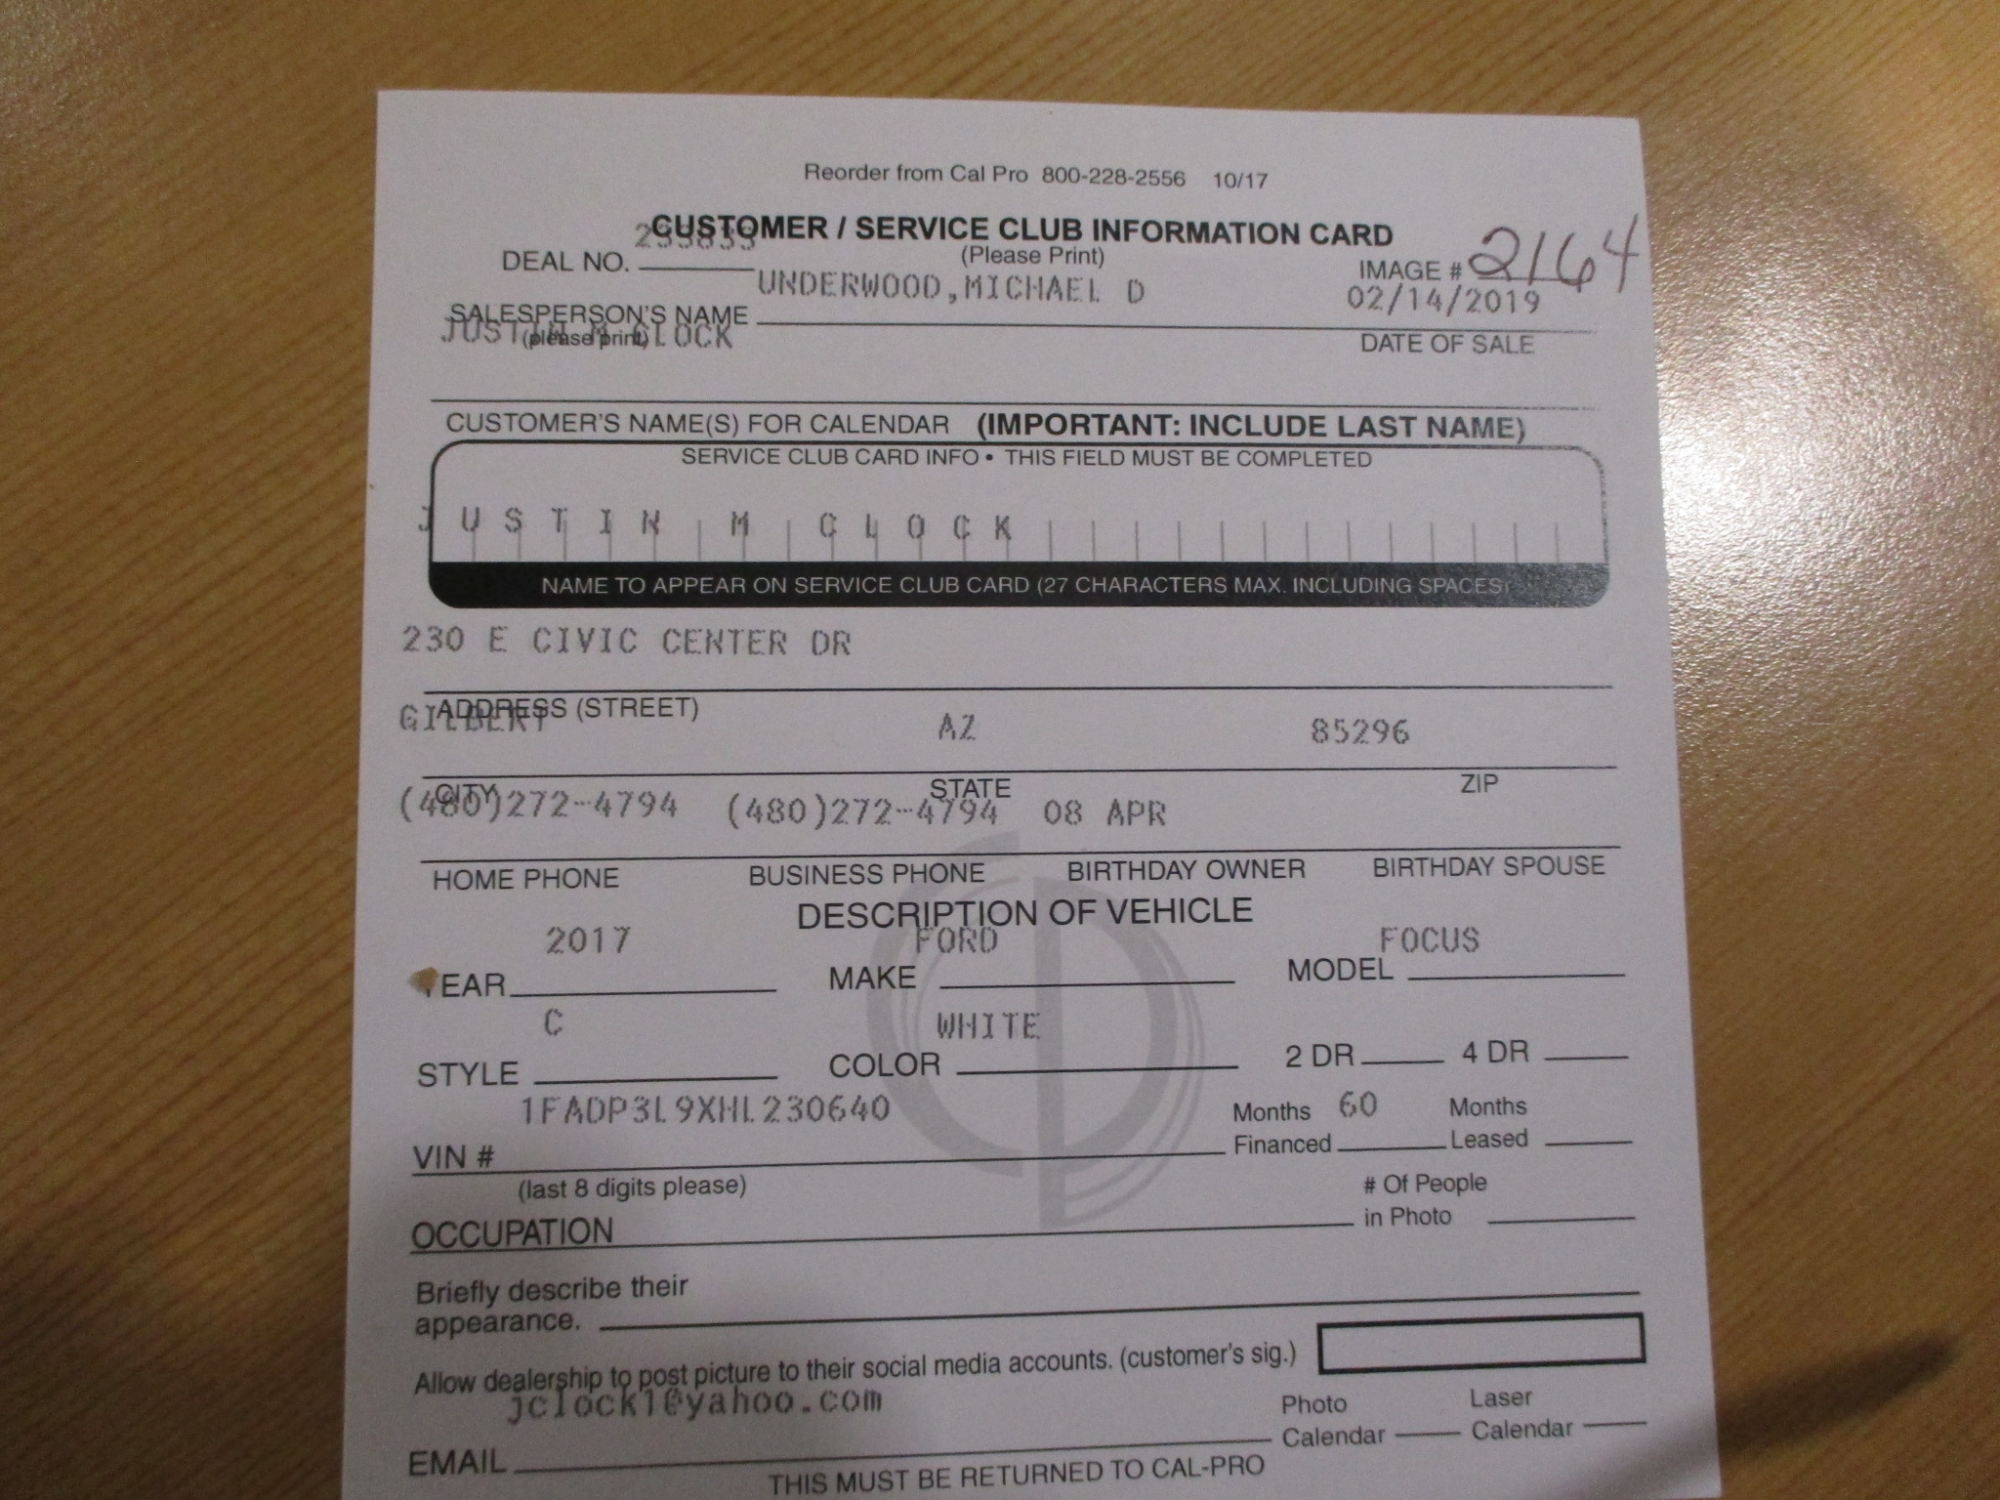 Reorder from Cal Pro 800-228-2556 10/17
CUSTOMER / SERVICE CLUB INFORMATION CARD
(Please Print)
DEAL NO.
IMAGE # 2164
UNDERWOOD,MICHAEL D 02/14/2019
SALESPERSON'S NAME
(please print)
DATE OF SALE
JUSTIN M CLOCK
CUSTOMER'S NAME(S) FOR CALENDAR (IMPORTANT: INCLUDE LAST NAME)
SERVICE CLUB CARD INFO • THIS FIELD MUST BE COMPLETED
JUSTIN M CLOCK
NAME TO APPEAR ON SERVICE CLUB CARD (27 CHARACTERS MAX. INCLUDING SPACES)
230 E CIVIC CENTER DR
ADDRESS (STREET)
GILBERT AZ 85296
CITY STATE ZIP
(480)272-4794 (480)272-4794 08 APR
HOME PHONE BUSINESS PHONE BIRTHDAY OWNER BIRTHDAY SPOUSE
DESCRIPTION OF VEHICLE
2017 FORD FOCUS
YEAR MAKE MODEL
C WHITE
STYLE COLOR 2 DR 4 DR
1FADP3L9XHL230640
VIN #
(last 8 digits please)
Months Financed 60
Months Leased
OCCUPATION
# Of People in Photo
Briefly describe their
appearance.
Allow dealership to post picture to their social media accounts. (customer's sig.)
jclock1@yahoo.com
EMAIL
Photo Calendar
Laser Calendar
THIS MUST BE RETURNED TO CAL-PRO